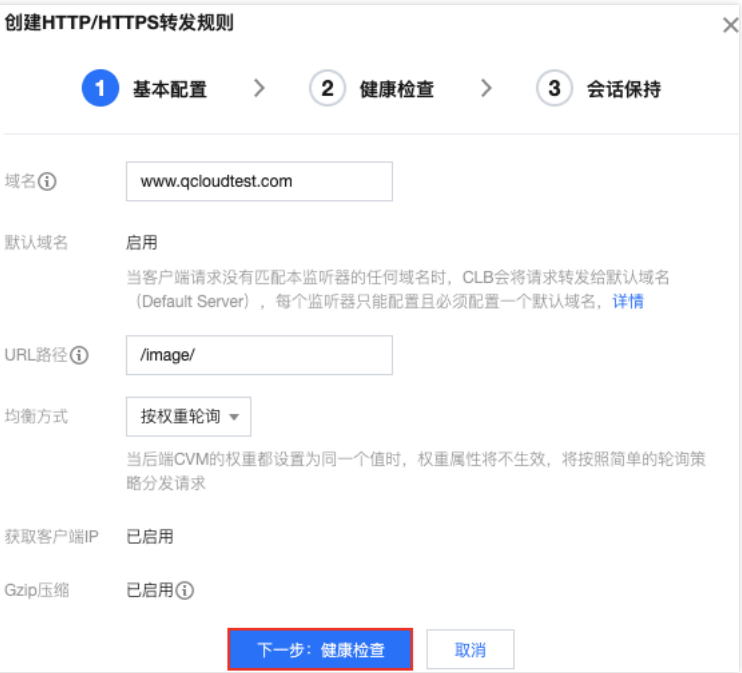 创建HTTP/HTTPS转发规则
1 基本配置 > 2 健康检查 > 3 会话保持
域名 www.qcloudtest.com
默认域名 启用
当客户端请求没有匹配本监听器的任何域名时，CLB会将请求转发给默认域名
（Default Server），每个监听器只能配置且必须配置一个默认域名，详情
URL路径 /image/
均衡方式 按权重轮询
当后端CVM的权重都设置为同一个值时，权重属性将不生效，将按照简单的轮询策
略分发请求
获取客户端IP 已启用
Gzip压缩 已启用
下一步：健康检查 取消